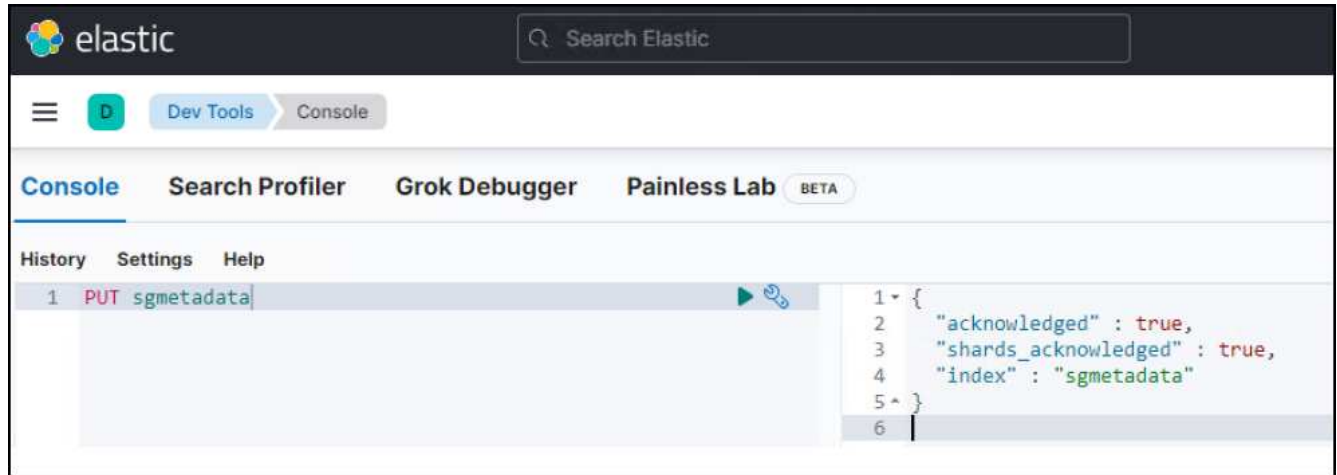 elastic
Search Elastic
D
Dev Tools
Console
Console
Search Profiler
Grok Debugger
Painless Lab
BETA
History
Settings
Help
1 PUT sgmetadata
1 {
2 "acknowledged" : true,
3 "shards_acknowledged" : true,
4 "index" : "sgmetadata"
5 }
6